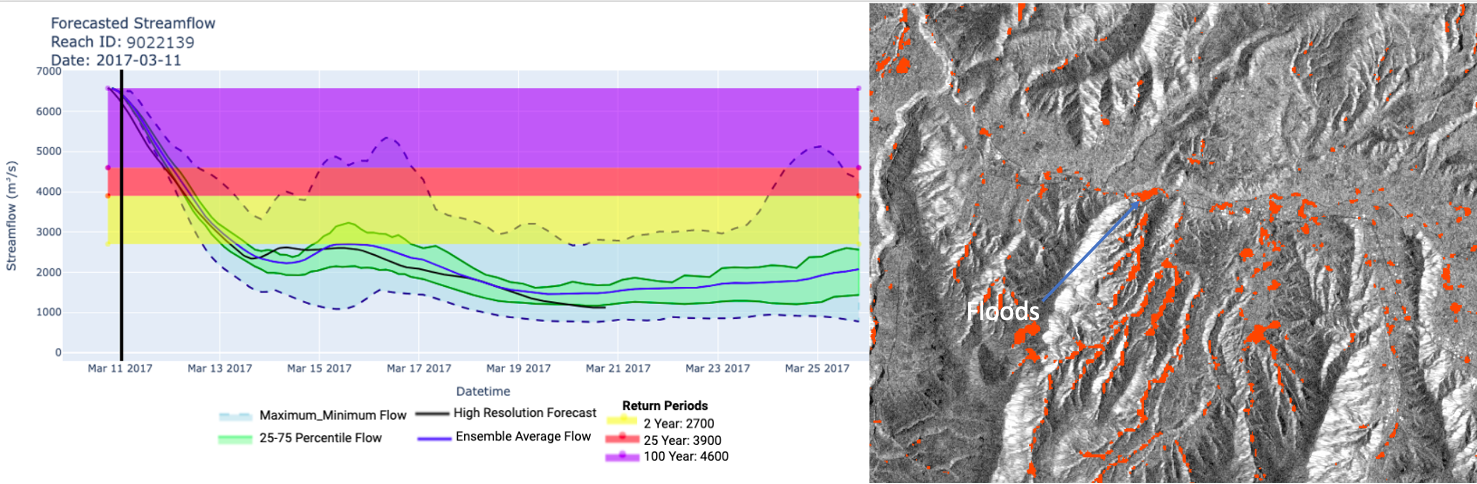 Forecasted Streamflow
Reach ID: 9022139
Date: 2017-03-11
7000
6000
5000
4000
3000
2000
1000
0
Streamflow (m³/s)
Mar 11 2017 Mar 13 2017 Mar 15 2017 Mar 17 2017 Mar 19 2017 Mar 21 2017 Mar 23 2017 Mar 25 2017
Datetime
Maximum_Minimum Flow
25-75 Percentile Flow
High Resolution Forecast
Ensemble Average Flow
Return Periods
2 Year: 2700
25 Year: 3900
100 Year: 4600
Floods